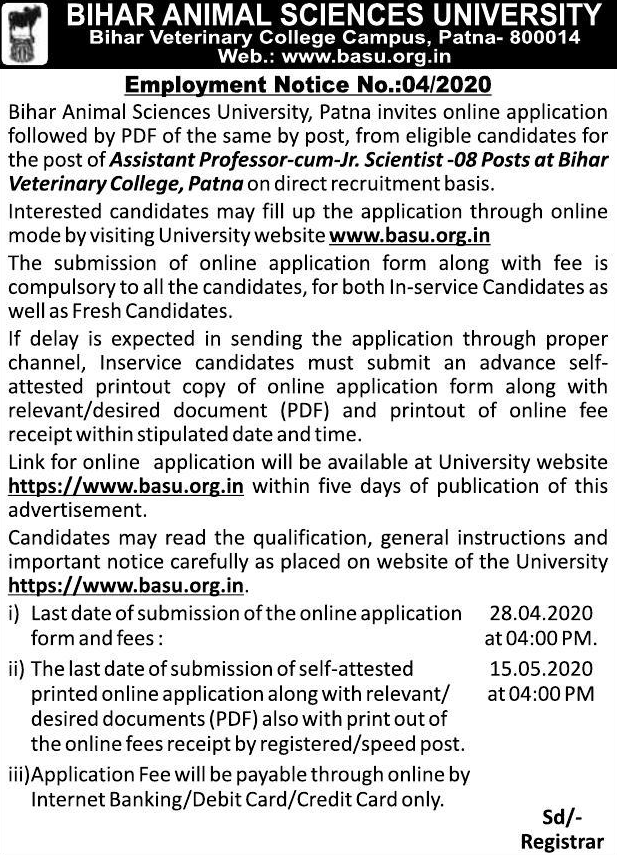 BIHAR ANIMAL SCIENCES UNIVERSITY
Bihar Veterinary College Campus, Patna- 800014
Web.: www.basu.org.in
Employment Notice No.:04/2020
Bihar Animal Sciences University, Patna invites online application
followed by PDF of the same by post, from eligible candidates for
the post of Assistant Professor-cum-Jr. Scientist -08 Posts at Bihar
Veterinary College, Patna on direct recruitment basis.
Interested candidates may fill up the application through online
mode by visiting University website www.basu.org.in
The submission of online application form along with fee is
compulsory to all the candidates, for both In-service Candidates as
well as Fresh Candidates.
If delay is expected in sending the application through proper
channel, Inservice candidates must submit an advance self-
attested printout copy of online application form along with
relevant/desired document (PDF) and printout of online fee
receipt within stipulated date and time.
Link for online application will be available at University website
https://www.basu.org.in within five days of publication of this
advertisement.
Candidates may read the qualification, general instructions and
important notice carefully as placed on website of the University
https://www.basu.org.in.
i) Last date of submission of the online application 28.04.2020
form and fees : at 04:00 PM.
ii) The last date of submission of self-attested 15.05.2020
printed online application along with relevant/ at 04:00 PM
desired documents (PDF) also with print out of
the online fees receipt by registered/speed post.
iii)Application Fee will be payable through online by
Internet Banking/Debit Card/Credit Card only.
Sd/-
Registrar